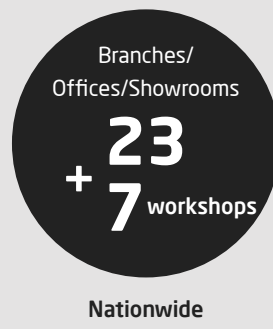 Branches/
Offices/Showrooms
23
+ 7 workshops
Nationwide